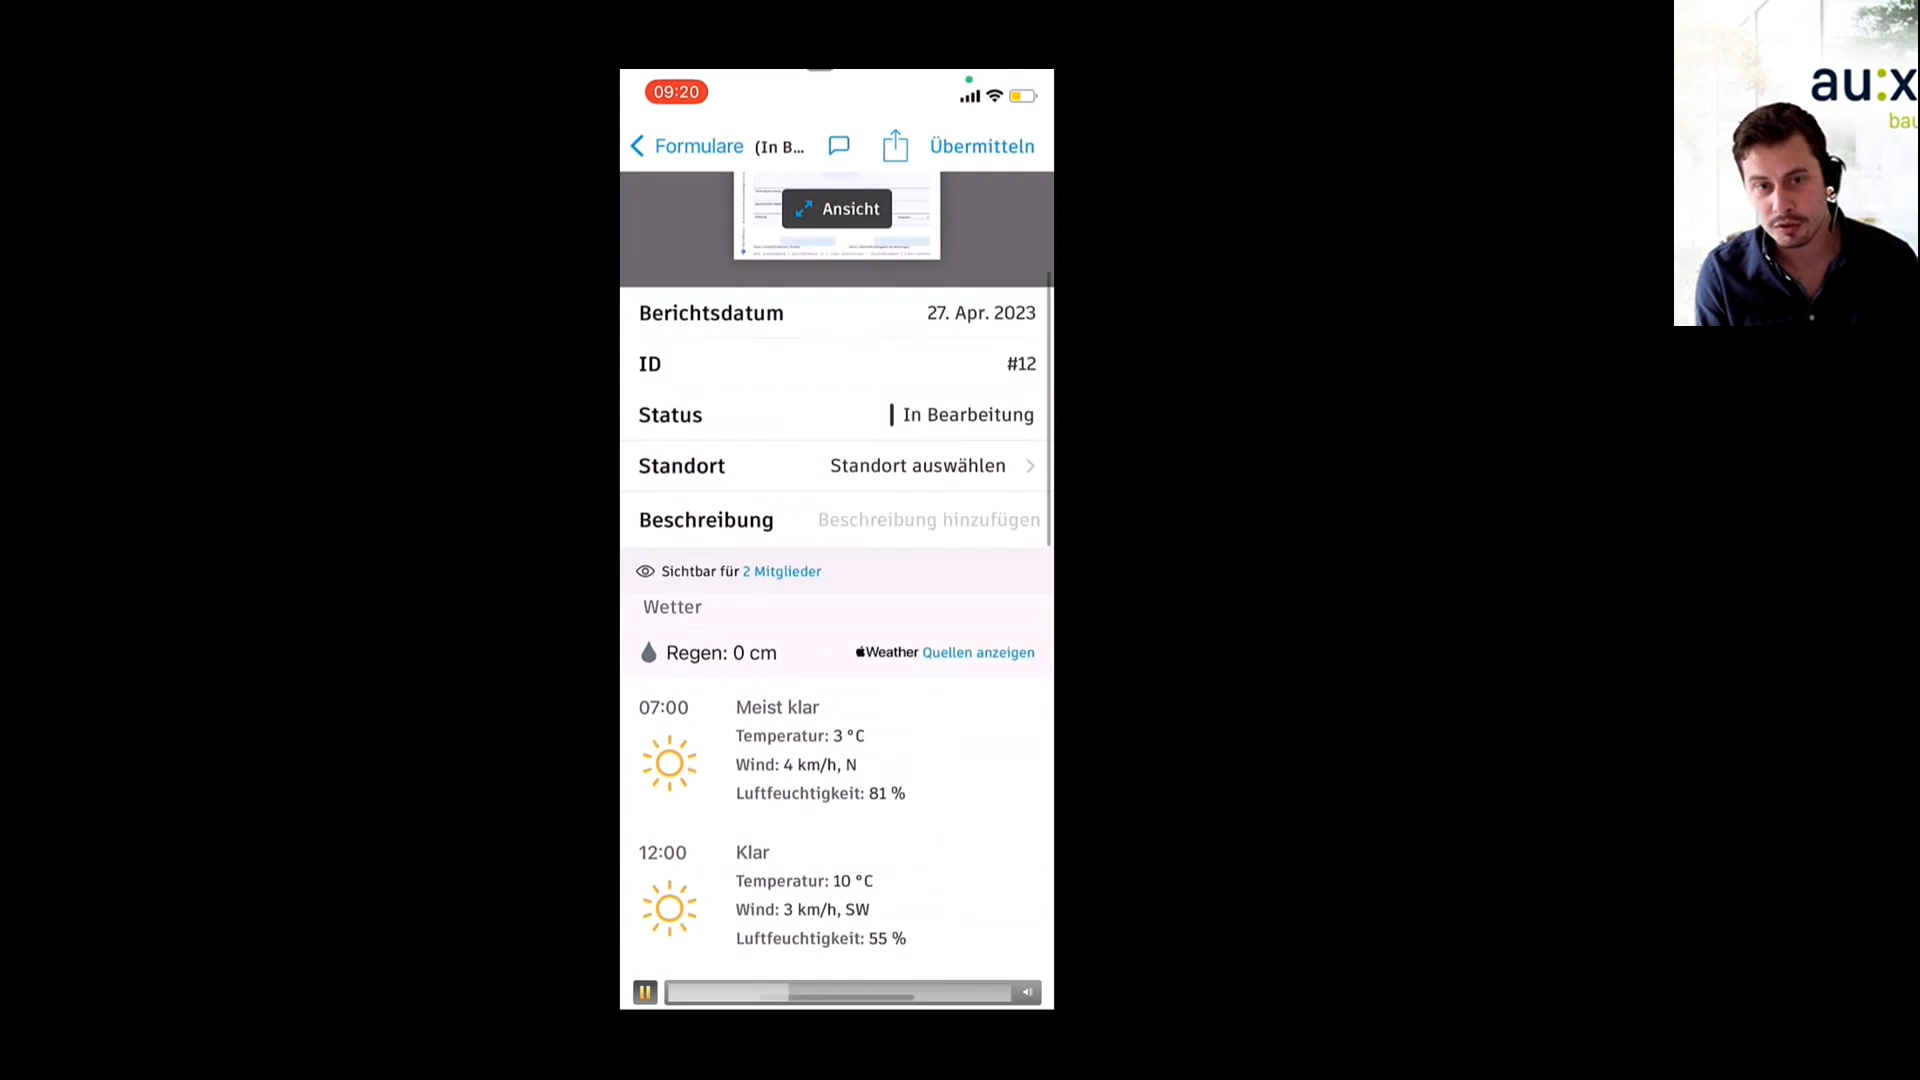 09:20
Formulare (In B... Übermitteln
Ansicht
Berichtsdatum 27. Apr. 2023
ID #12
Status In Bearbeitung
Standort Standort auswählen
Beschreibung Beschreibung hinzufügen
Sichtbar für 2 Mitglieder
Wetter
Regen: 0 cm Weather Quellen anzeigen
07:00 Meist klar
Temperatur: 3 °C
Wind: 4 km/h, N
Luftfeuchtigkeit: 81 %
12:00 Klar
Temperatur: 10 °C
Wind: 3 km/h, SW
Luftfeuchtigkeit: 55 %
au:x
bau